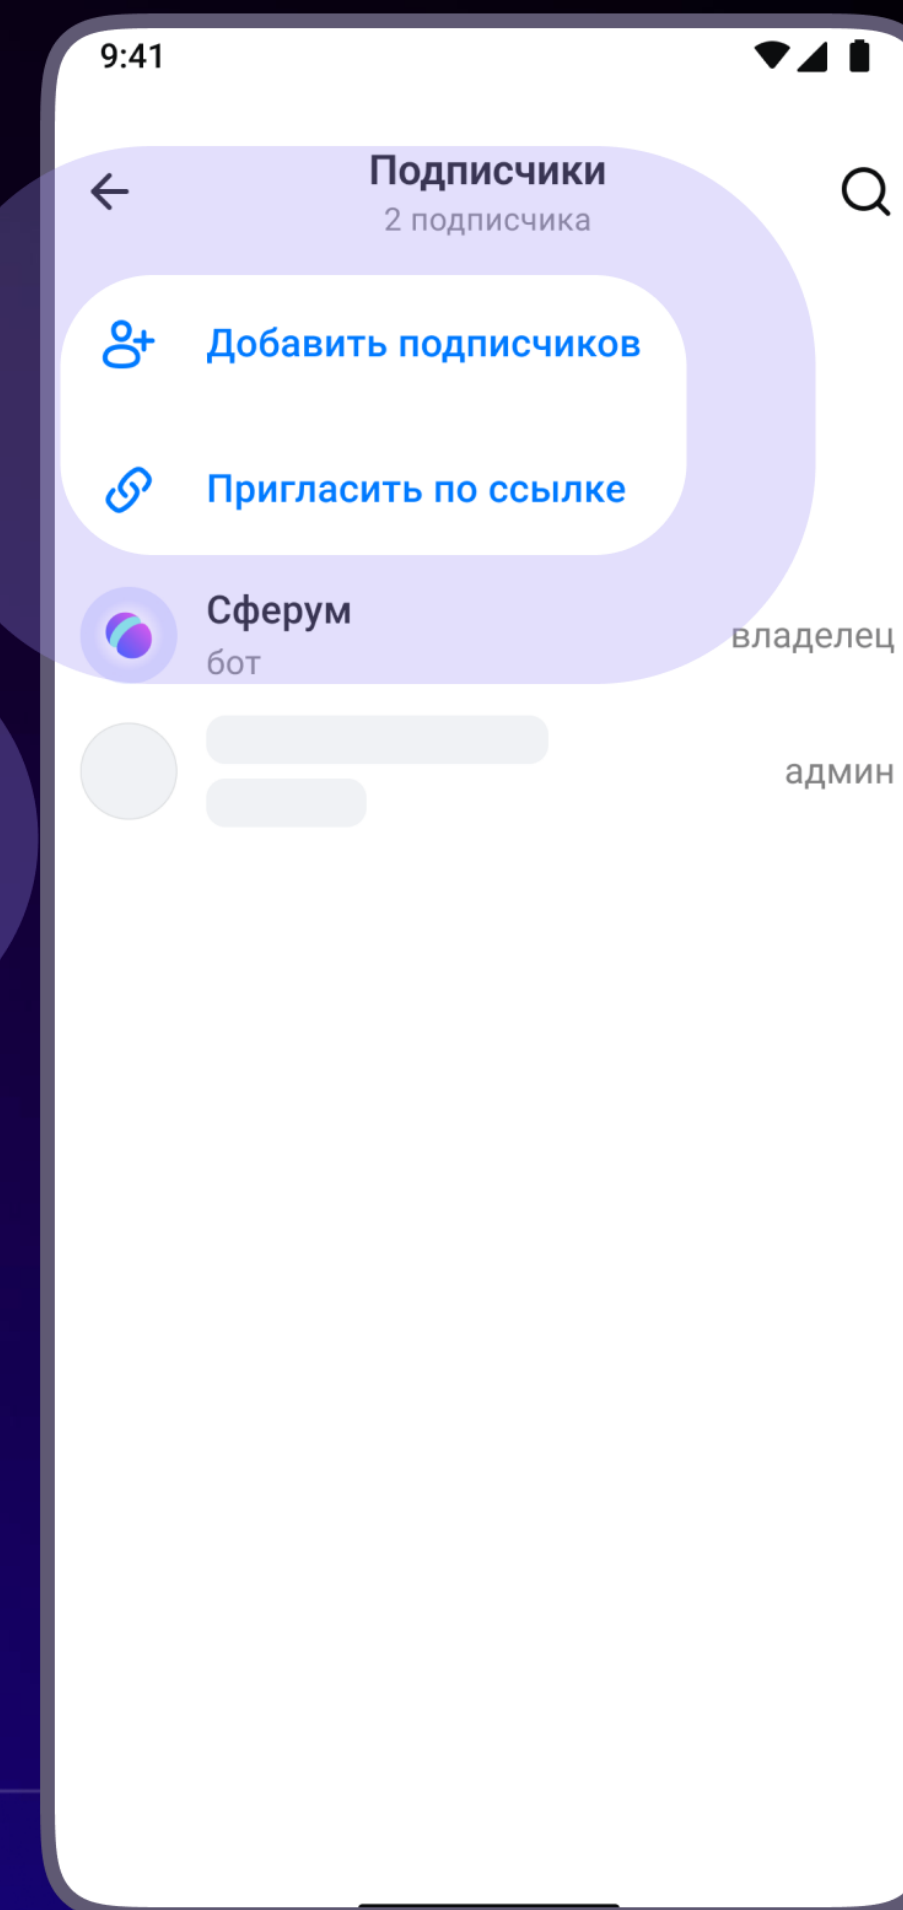 9:41
Подписчики
2 подписчика
Добавить подписчиков
Пригласить по ссылке
Сферум
бот
владелец
админ